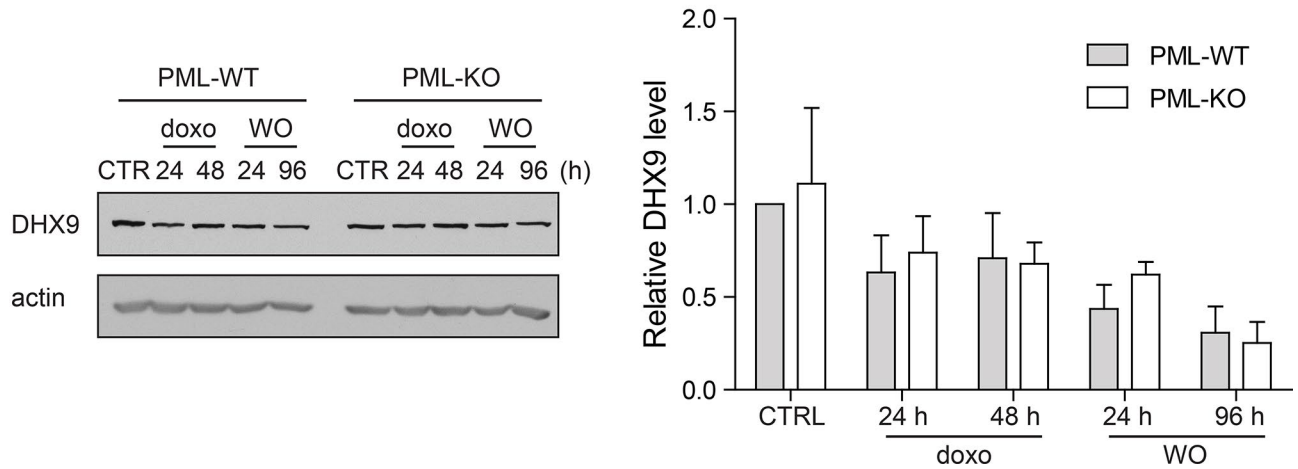 PML-WT PML-KO
doxo WO doxo WO
CTR 24 48 24 96 CTR 24 48 24 96 (h)
DHX9
actin
Relative DHX9 level
2.0
1.5
1.0
0.5
0.0
PML-WT
PML-KO
CTRL 24 h 48 h 24 h 96 h
doxo WO